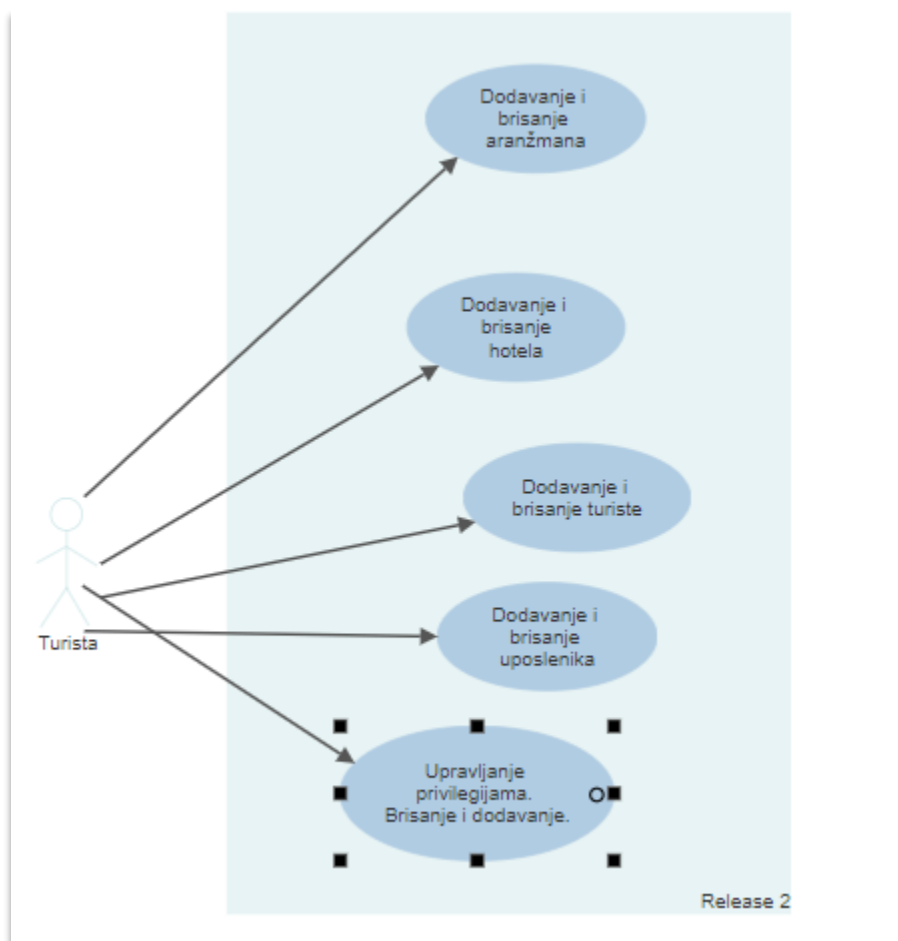 Dodavanje i
brisanje
aranžmana
Dodavanje i
brisanje
hotela
Dodavanje i
brisanje turiste
Dodavanje i
brisanje
uposlenika
Turista
Upravljanje
privilegijama.
Brisanje i dodavanje.
Release 2